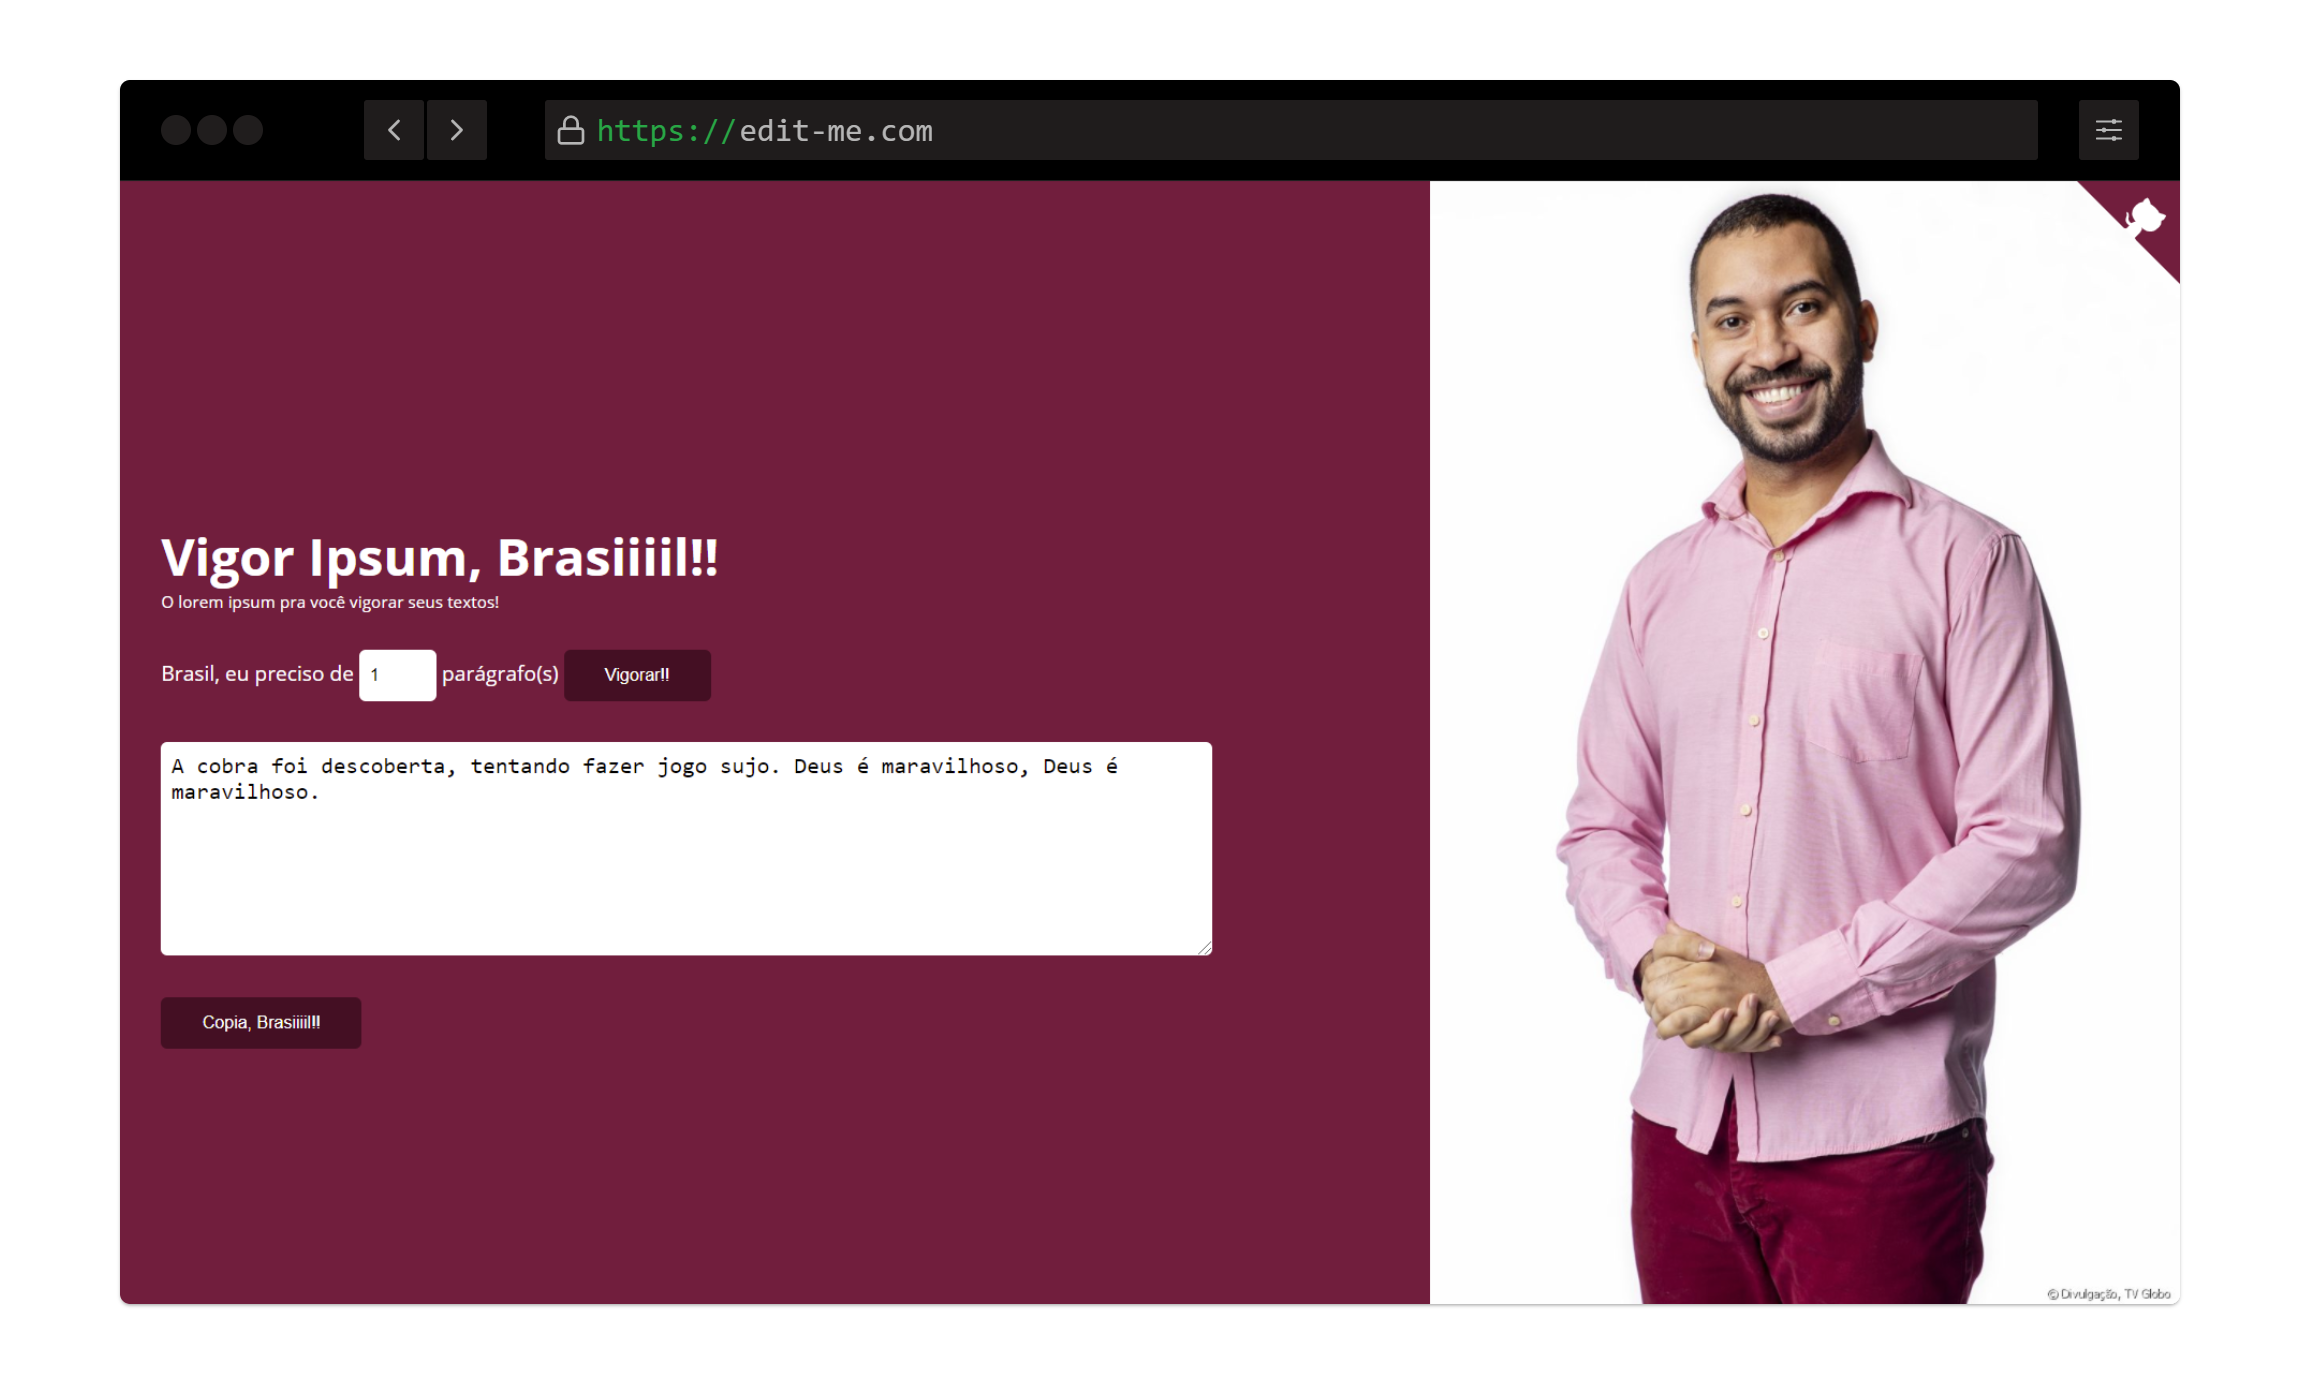 https://edit-me.com
Vigor Ipsum, Brasiiiil!!
O lorem ipsum pra você vigorar seus textos!
Brasil, eu preciso de 1 parágrafo(s) Vigorar!!
A cobra foi descoberta, tentando fazer jogo sujo. Deus é maravilhoso, Deus é
maravilhoso.
Copia, Brasiiiil!!
© Divulgação, TV Globo